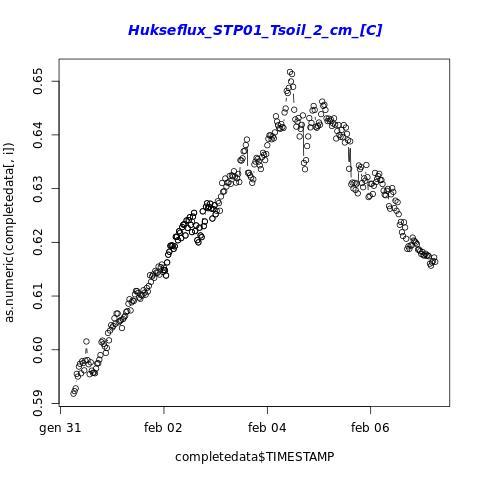 Hukseflux_STP01_Tsoil_2_cm_[C]
as.numeric(completedata[, i])
0.65
0.64
0.63
0.62
0.61
0.60
0.59
gen 31
feb 02
feb 04
feb 06
completedata$TIMESTAMP